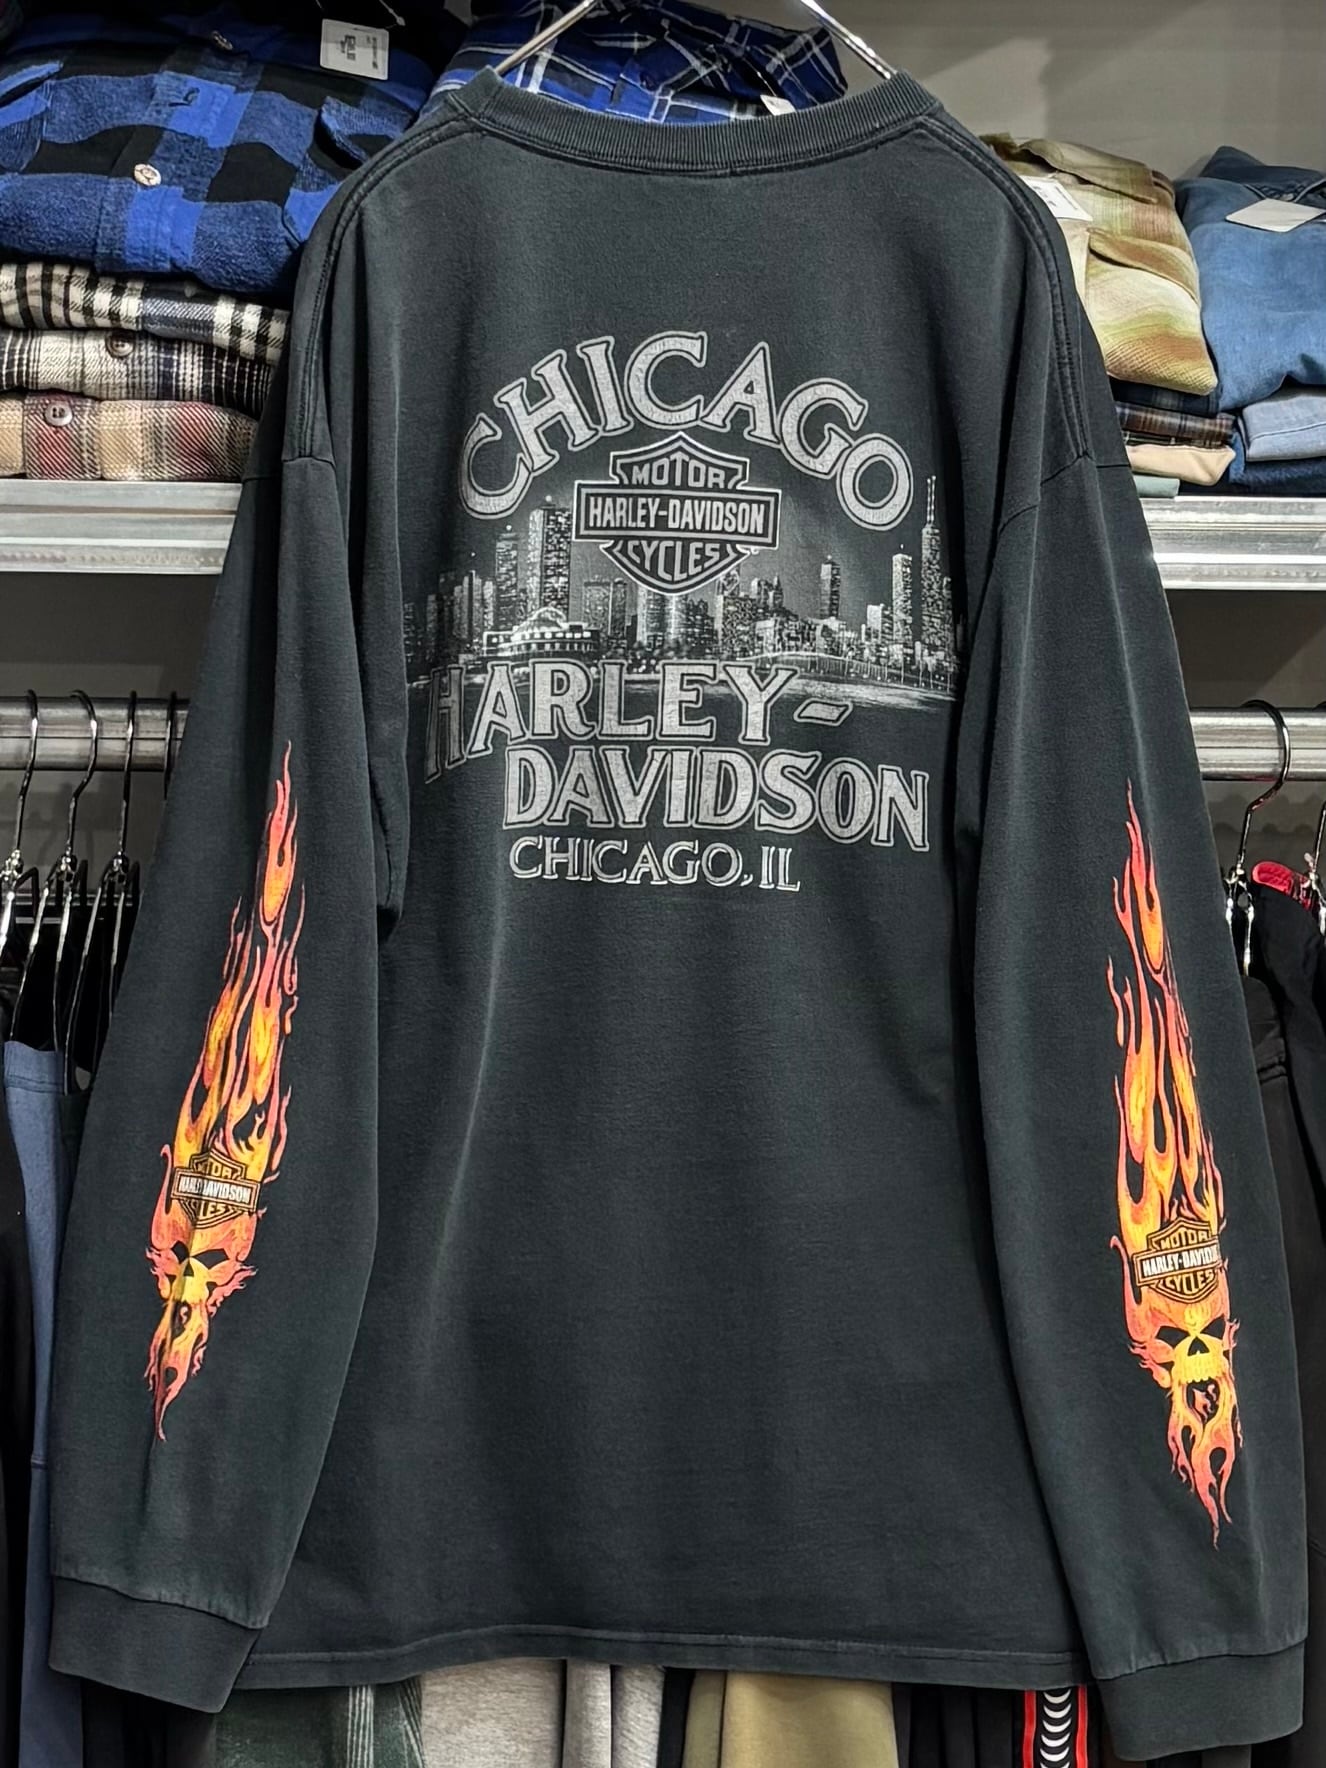 CHICAGO
MOTOR
HARLEY-DAVIDSON
CYCLES
HARLEY-
DAVIDSON
CHICAGO, IL
MOTOR
HARLEY-DAVIDSON
CYCLES
MOTOR
HARLEY-DAVIDSON
CYCLES